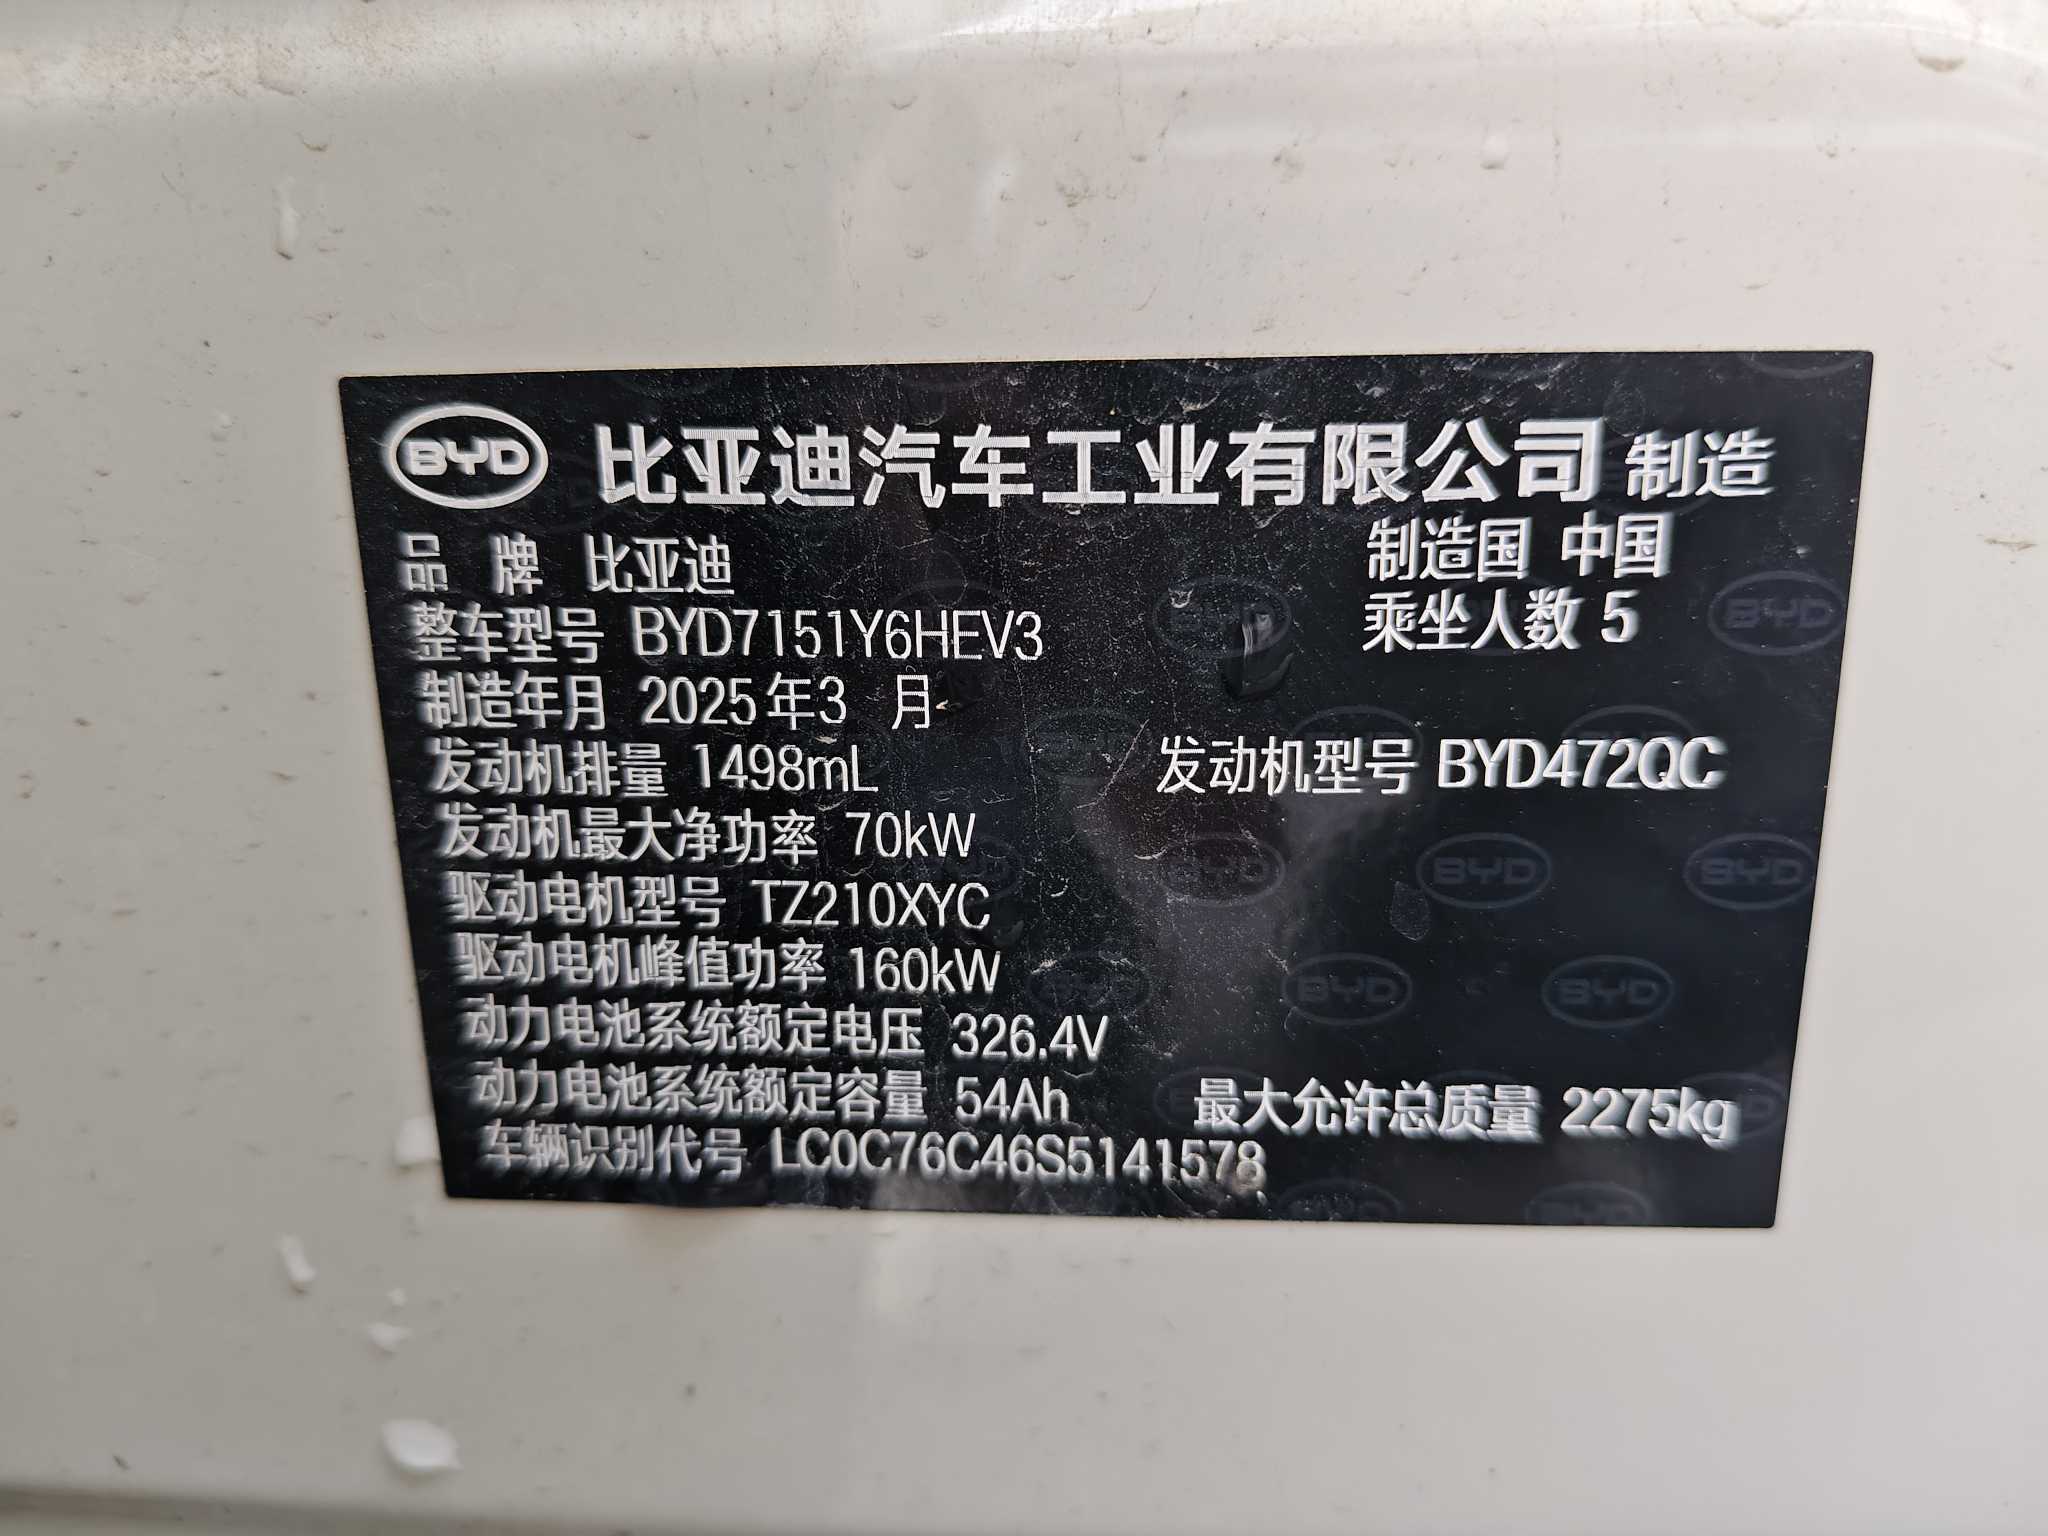 BYD 比亚迪汽车工业有限公司 制造
品 牌 比亚迪 制造国 中国
整车型号 BYD7151Y6HEV3 乘坐人数 5
制造年月 2025年3 月
发动机排量 1498mL 发动机型号 BYD472QC
发动机最大净功率 70kW
驱动电机型号 TZ210XYC
驱动电机峰值功率 160kW
动力电池系统额定电压 326.4V
动力电池系统额定容量 54Ah 最大允许总质量 2275kg
车辆识别代号 LC0C76C46S5141578